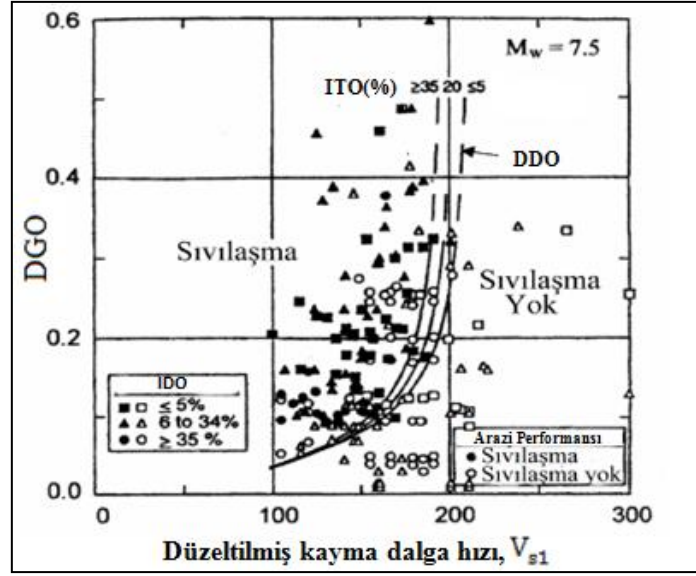 0.6
M_w = 7.5
ITO(%) ≥35 20 ≤5
DDO
0.4
DGO
Sıvılaşma
Sıvılaşma
Yok
0.2
IDO
≤ 5%
6 to 34%
≥ 35 %
Arazi Performansı
Sıvılaşma
Sıvılaşma yok
0.0
0 100 200 300
Düzeltilmiş kayma dalga hızı, V_s1